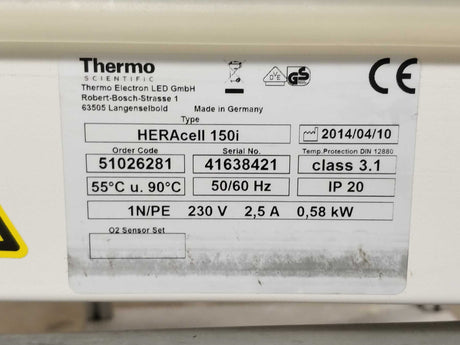 Thermo
SCIENTIFIC
Thermo Electron LED GmbH
Robert-Bosch-Strasse 1
63505 Langenselbold
Made in Germany
VDE GS
CE
Type
HERAcell 150i
2014/04/10
Order Code
Serial No.
Temp.Protection DIN 12880
51026281
41638421
class 3.1
55°C u. 90°C
50/60 Hz
IP 20
1N/PE 230 V 2,5 A 0,58 kW
O2 Sensor Set